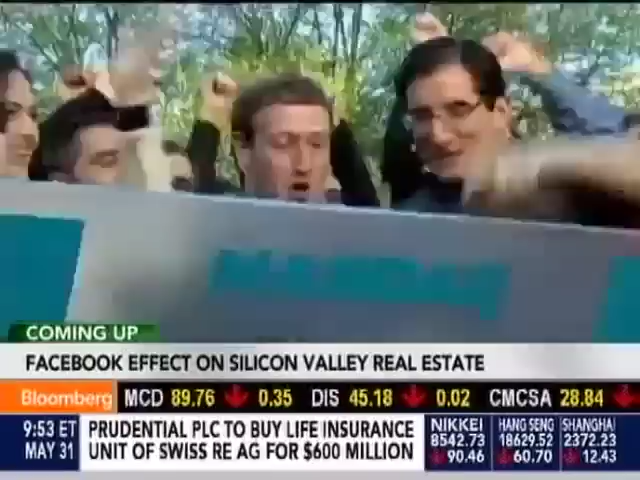 NASDAQ
COMING UP
FACEBOOK EFFECT ON SILICON VALLEY REAL ESTATE
Bloomberg MCD 89.76 0.35 DIS 45.18 0.02 CMCSA 28.84
9:53 ET
MAY 31
PRUDENTIAL PLC TO BUY LIFE INSURANCE
UNIT OF SWISS RE AG FOR $600 MILLION
NIKKEI
8542.73
90.46
HANG SENG
18629.52
60.70
SHANGHAI
2372.23
12.43